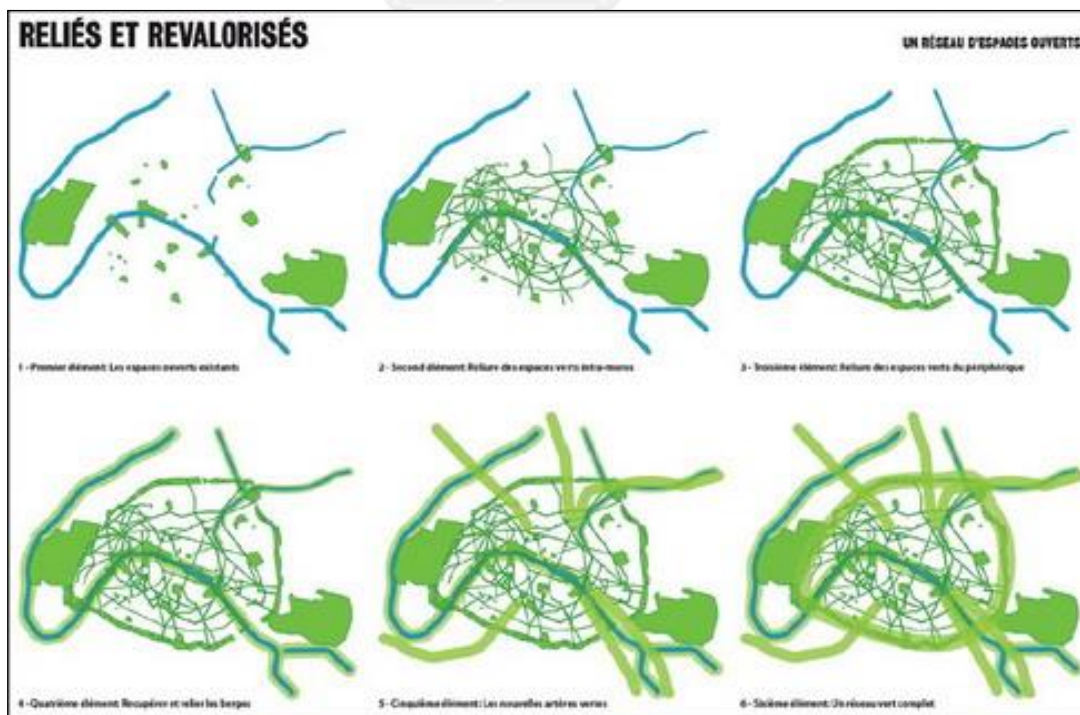 RELIÉS ET REVALORISÉS
UN RÉSEAU D'ESPACES OUVERTS
1 - Premier élément: Les espaces ouverts existants
2 - Second élément: Reliure des espaces verts intra-muros
3 - Troisième élément: Reliure des espaces verts du périphérique
4 - Quatrième élément: Recupérer et relier les berges
5 - Cinquième élément: Les nouvelles artères vertes
6 - Sixième élément: Un réseau vert complet